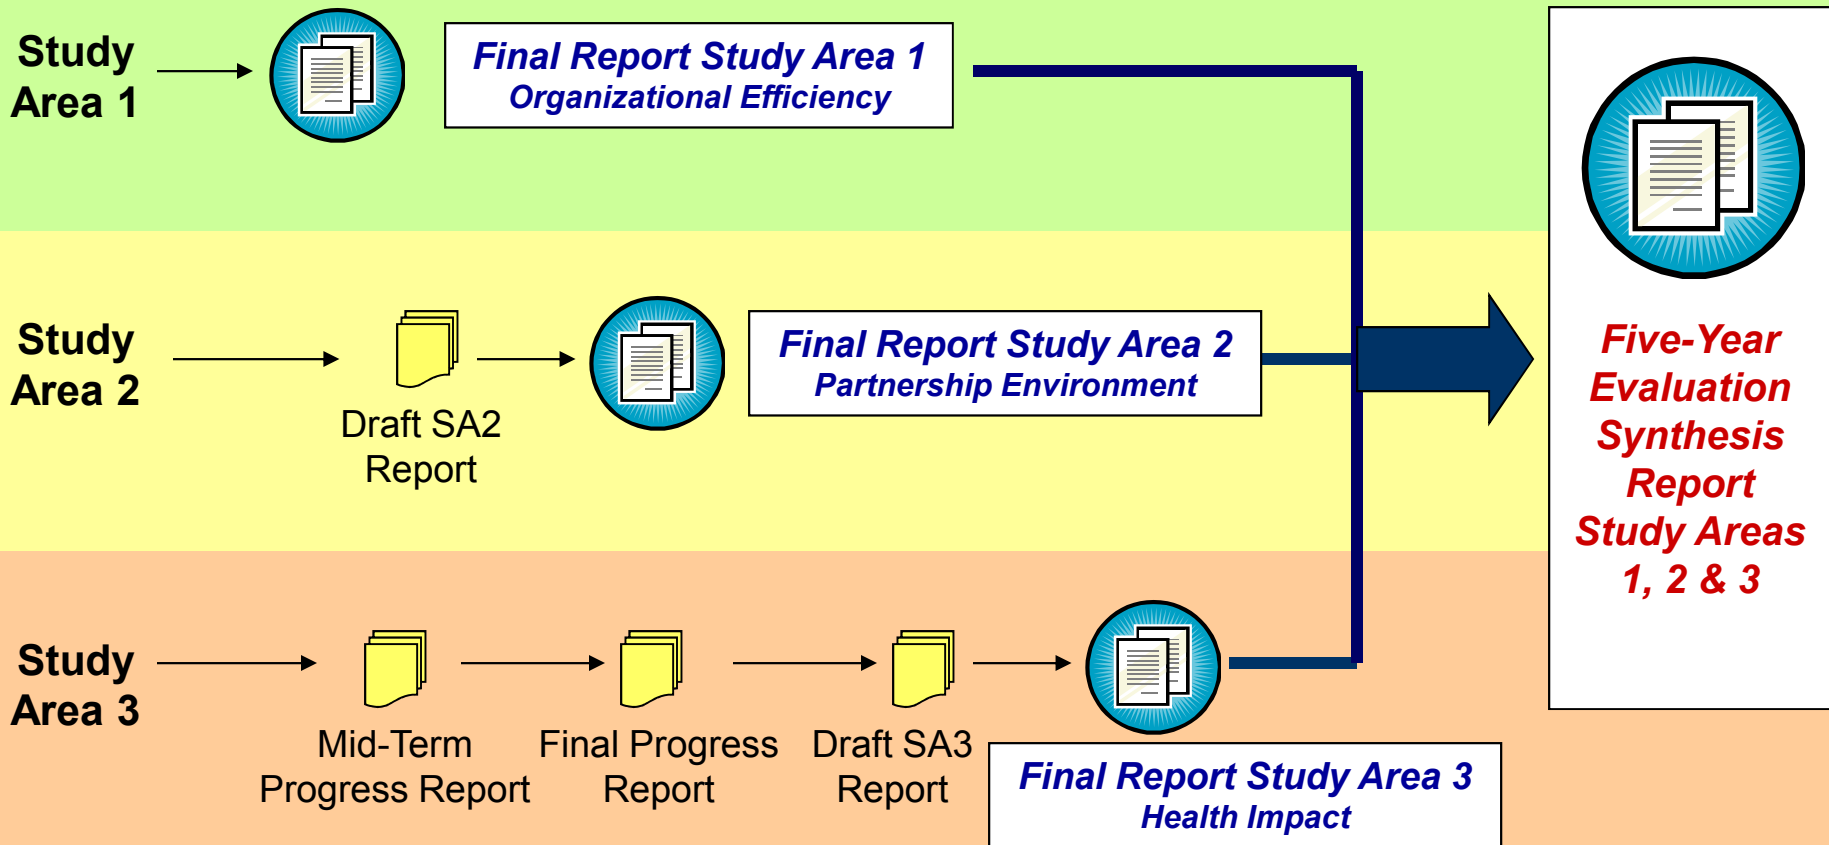 Study
Area 1
Final Report Study Area 1
Organizational Efficiency
Study
Area 2
Draft SA2
Report
Final Report Study Area 2
Partnership Environment
Study
Area 3
Mid-Term
Progress Report
Final Progress
Report
Draft SA3
Report
Final Report Study Area 3
Health Impact
Five-Year
Evaluation
Synthesis
Report
Study Areas
1, 2 & 3